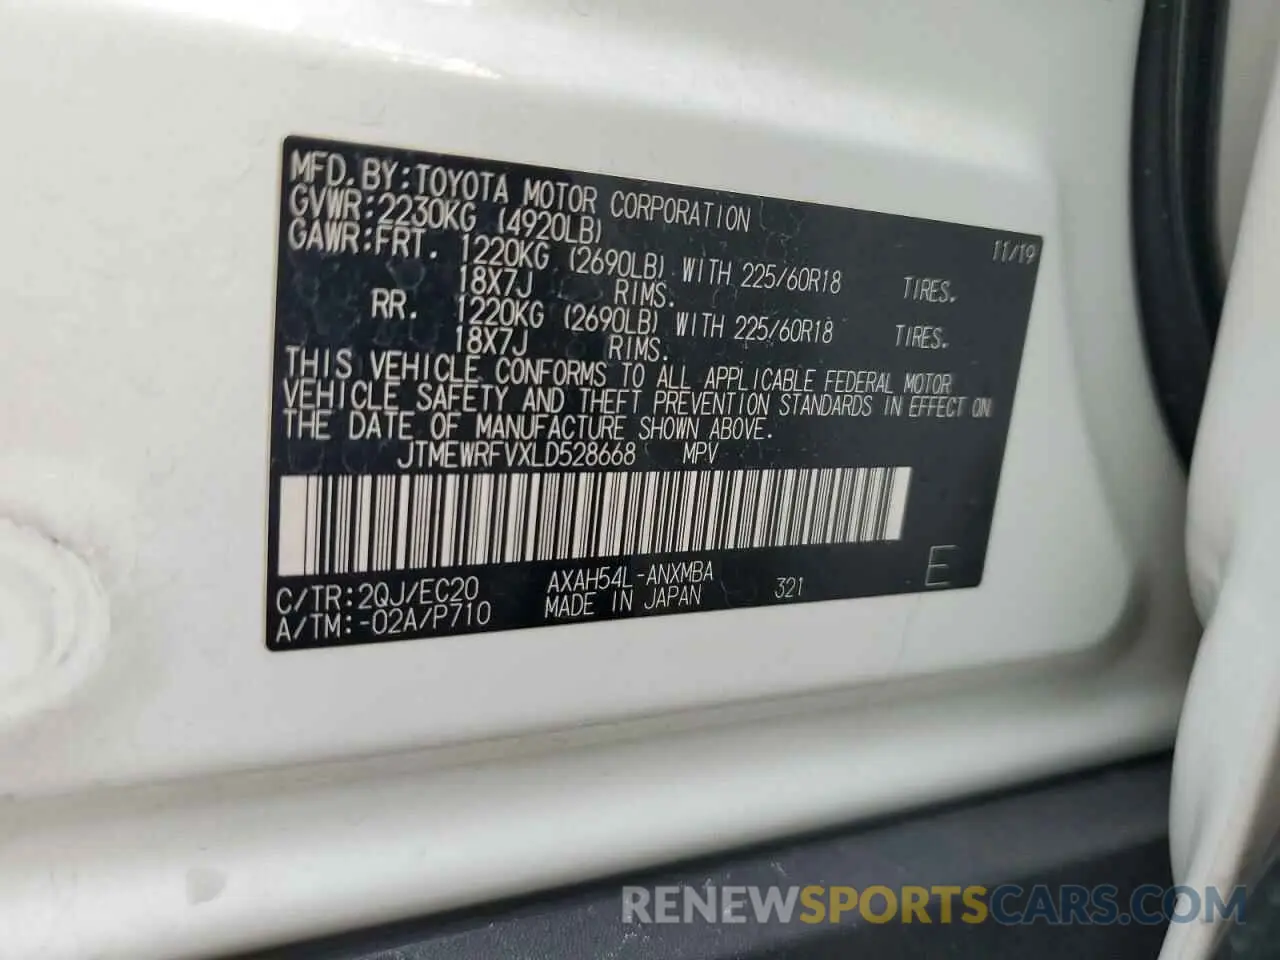 MFD. BY:TOYOTA MOTOR CORPORATION 11/19
GVWR:2230KG (4920LB)
GAWR:FRT. 1220KG (2690LB) WITH 225/60R18 TIRES.
18X7J RIMS.
RR. 1220KG (2690LB) WITH 225/60R18 TIRES.
18X7J RIMS.
THIS VEHICLE CONFORMS TO ALL APPLICABLE FEDERAL MOTOR
VEHICLE SAFETY AND THEFT PREVENTION STANDARDS IN EFFECT ON
THE DATE OF MANUFACTURE SHOWN ABOVE.
JTMEWRFVXLD528668 MPV
C/TR:2QJ/EC20 AXAH54L-ANXMBA
A/TM:-02A/P710 MADE IN JAPAN 321 E
RENEWSPORTSCARS.COM